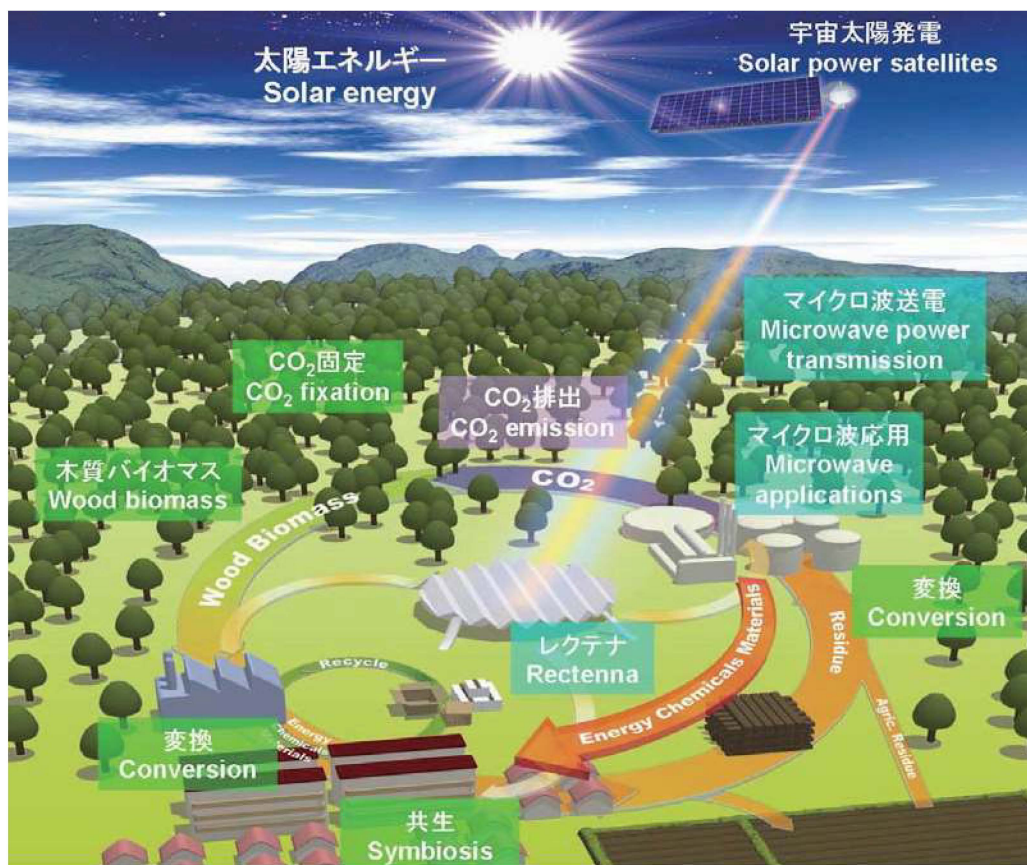 太陽エネルギー
Solar energy
宇宙太陽発電
Solar power satellites
マイクロ波送電
Microwave power
transmission
CO₂固定
CO₂ fixation
CO₂排出
CO₂ emission
マイクロ波応用
Microwave
applications
木質バイオマス
Wood biomass
CO₂
Wood Biomass
変換
Conversion
Residue
レクテナ
Rectenna
Recycle
Energy Chemicals Materials
Agric. Residue
Energy
Chemicals
Materials
変換
Conversion
共生
Symbiosis